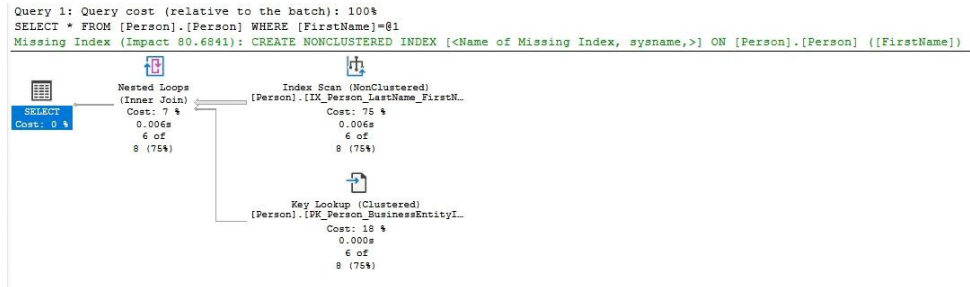 Query 1: Query cost (relative to the batch): 100%
SELECT * FROM [Person].[Person] WHERE [FirstName]=@1
Missing Index (Impact 80.6841): CREATE NONCLUSTERED INDEX [<Name of Missing Index, sysname,>] ON [Person].[Person] ([FirstName])
SELECT
Cost: 0 %
Nested Loops
(Inner Join)
Cost: 7 %
0.006s
6 of
8 (75%)
Index Scan (NonClustered)
[Person].[IX_Person_LastName_FirstN…
Cost: 75 %
0.006s
6 of
8 (75%)
Key Lookup (Clustered)
[Person].[PK_Person_BusinessEntityI…
Cost: 18 %
0.000s
6 of
8 (75%)